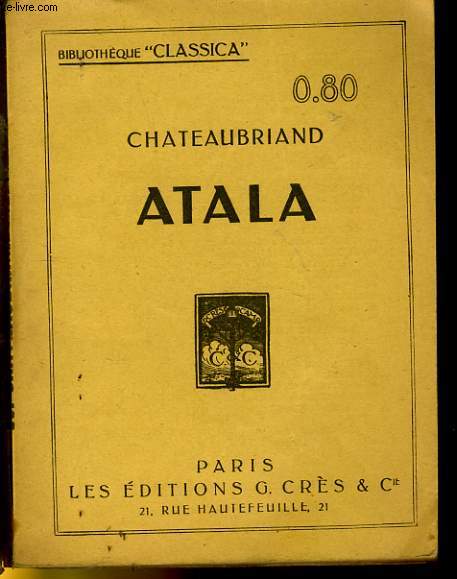 BIBLIOTHÈQUE "CLASSICA"
0.80
CHATEAUBRIAND
ATALA
C & C
PARIS
LES ÉDITIONS G. CRÈS & Cie
21, RUE HAUTEFEUILLE, 21